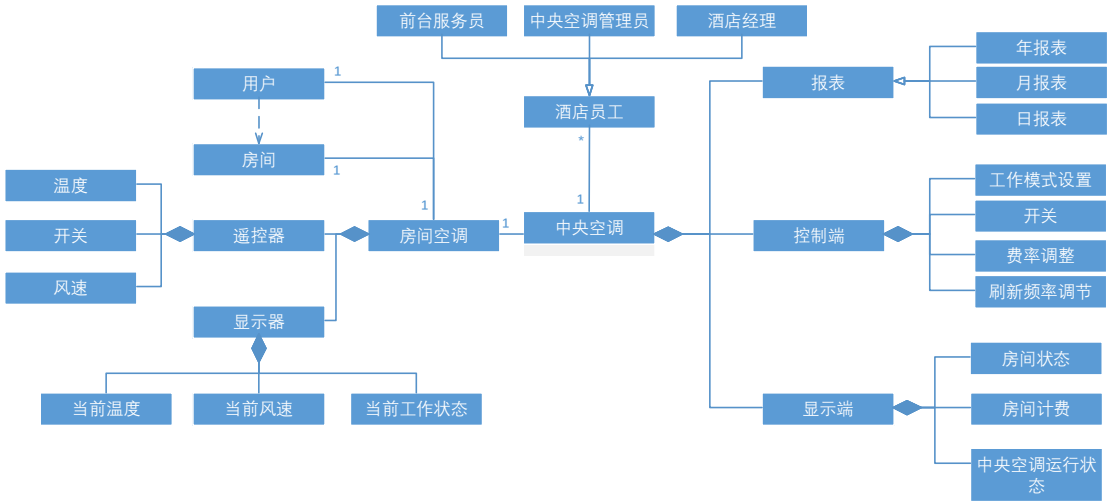 前台服务员
中央空调管理员
酒店经理
年报表
月报表
日报表
报表
用户
1
酒店员工
*
房间
1
温度
开关
风速
遥控器
1
房间空调
1
1
中央空调
控制端
工作模式设置
开关
费率调整
刷新频率调节
显示器
当前温度
当前风速
当前工作状态
显示端
房间状态
房间计费
中央空调运行状
态